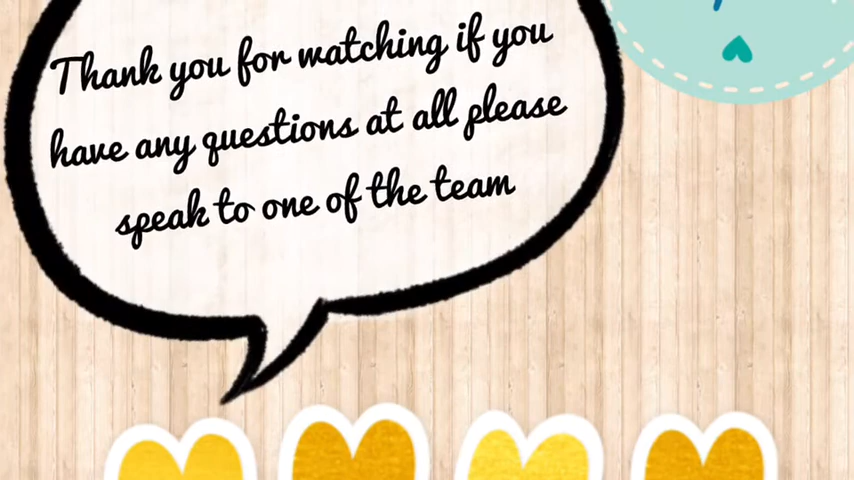 Thank you for watching if you
have any questions at all please
speak to one of the team